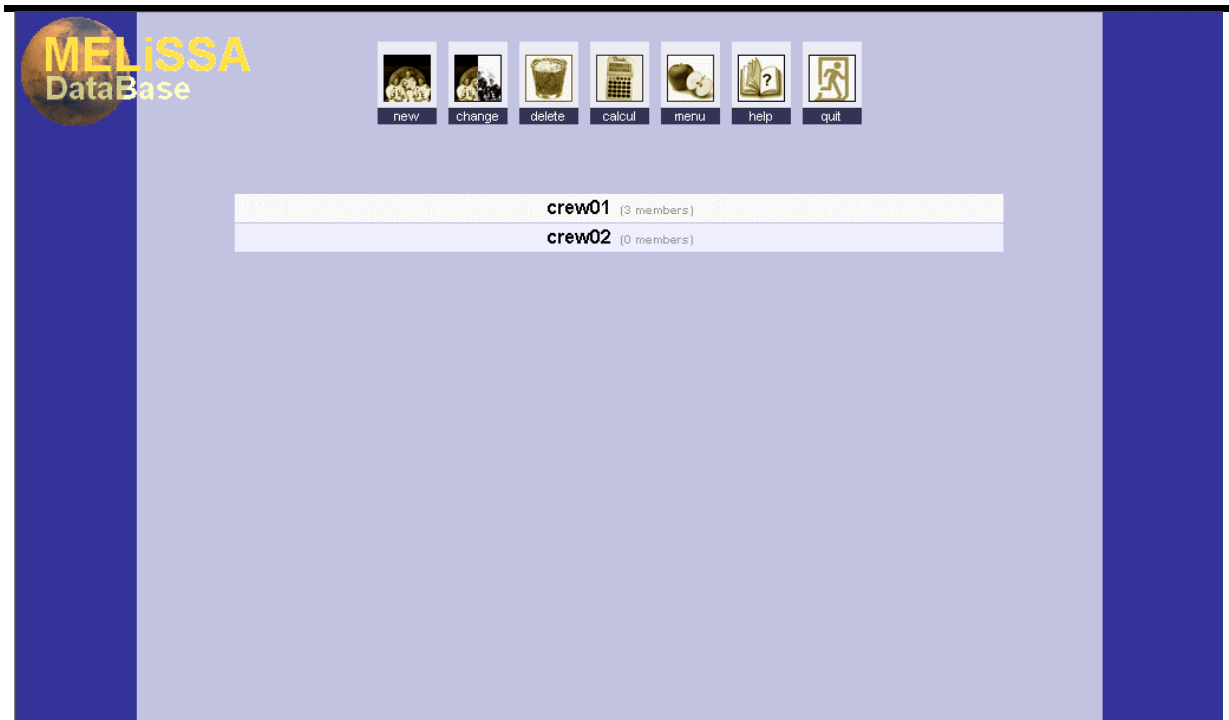 MELiSSA
DataBase
new change delete calcul menu help quit
?
crew01 (3 members)
crew02 (0 members)